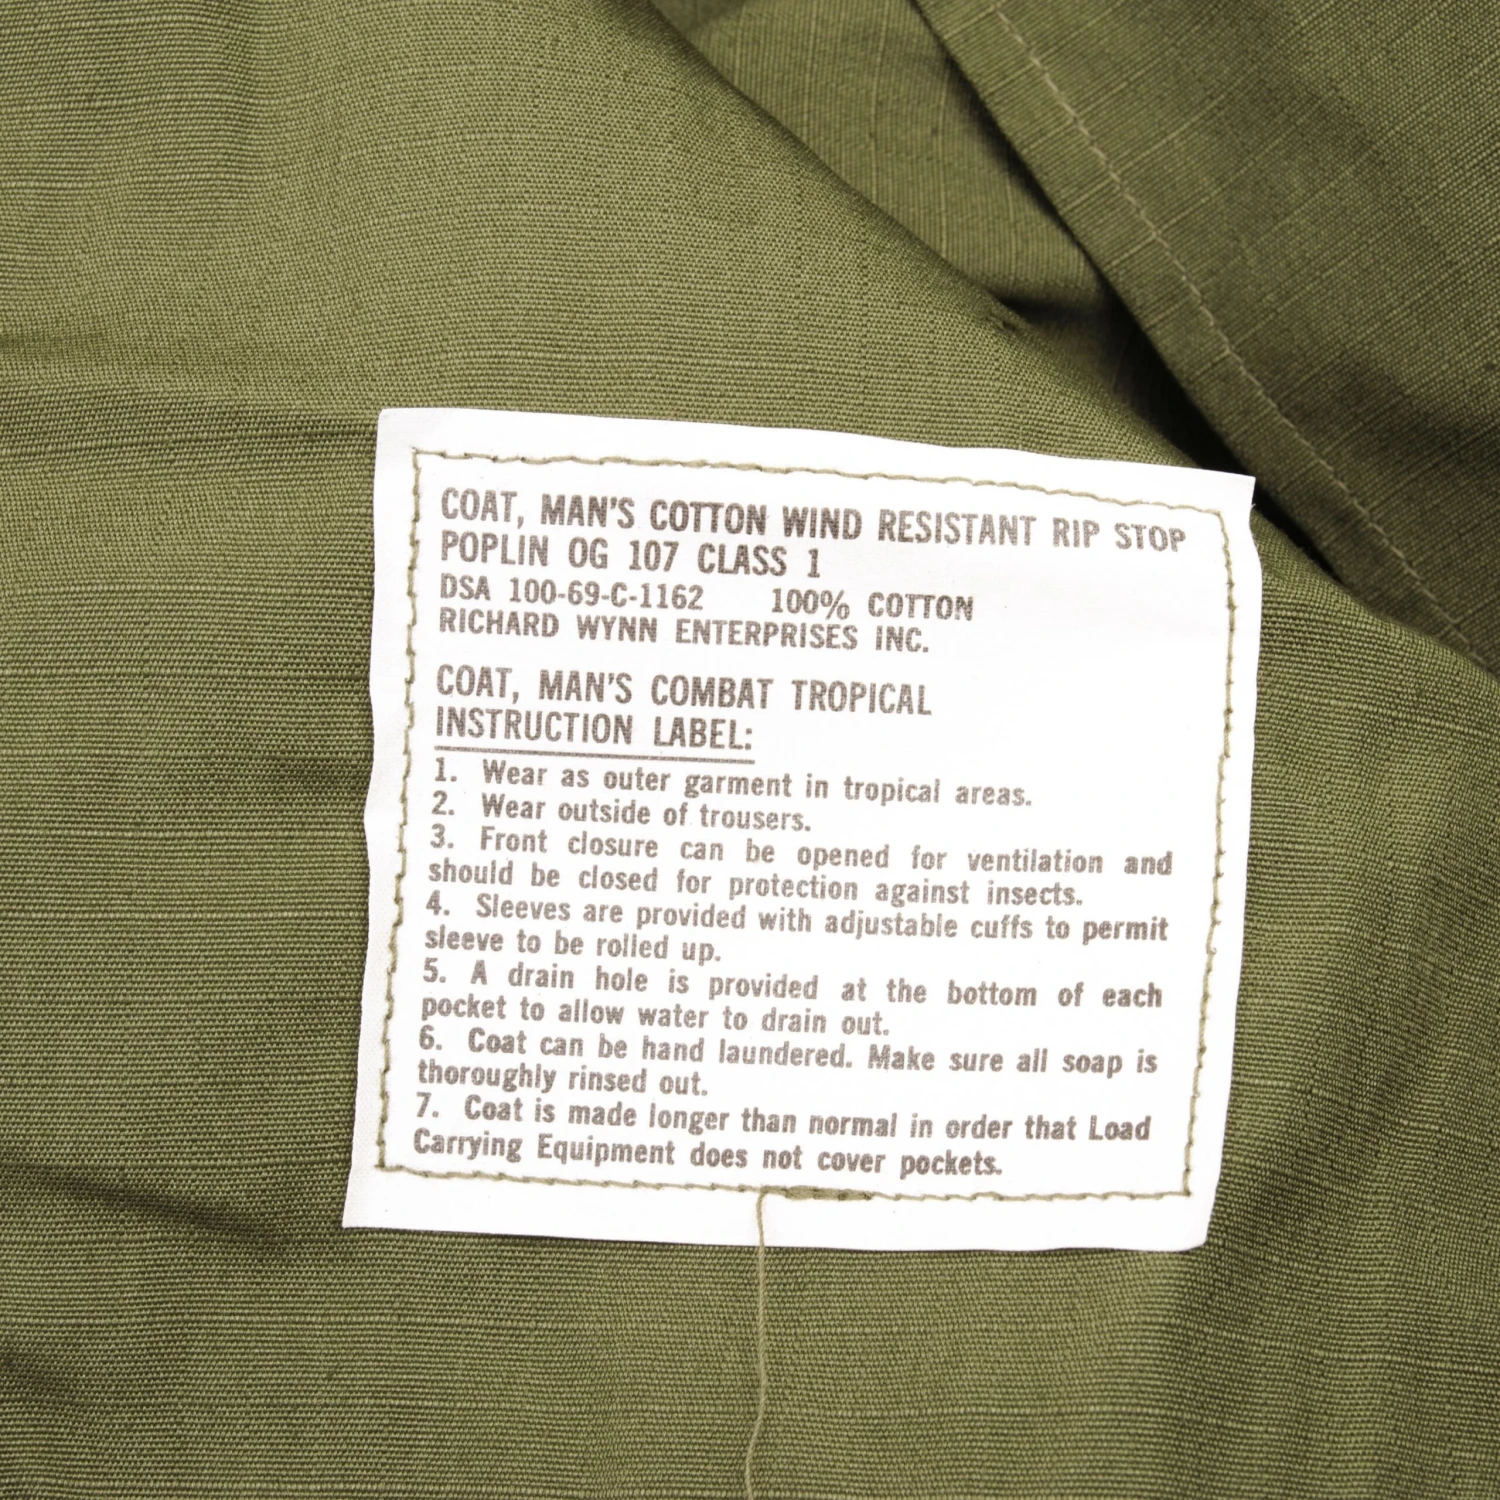 COAT, MAN'S COTTON WIND RESISTANT RIP STOP
POPLIN OG 107 CLASS 1
DSA 100-69-C-1162 100% COTTON
RICHARD WYNN ENTERPRISES INC.
COAT, MAN'S COMBAT TROPICAL
INSTRUCTION LABEL:
1. Wear as outer garment in tropical areas.
2. Wear outside of trousers.
3. Front closure can be opened for ventilation and
should be closed for protection against insects.
4. Sleeves are provided with adjustable cuffs to permit
sleeve to be rolled up.
5. A drain hole is provided at the bottom of each
pocket to allow water to drain out.
6. Coat can be hand laundered. Make sure all soap is
thoroughly rinsed out.
7. Coat is made longer than normal in order that Load
Carrying Equipment does not cover pockets.